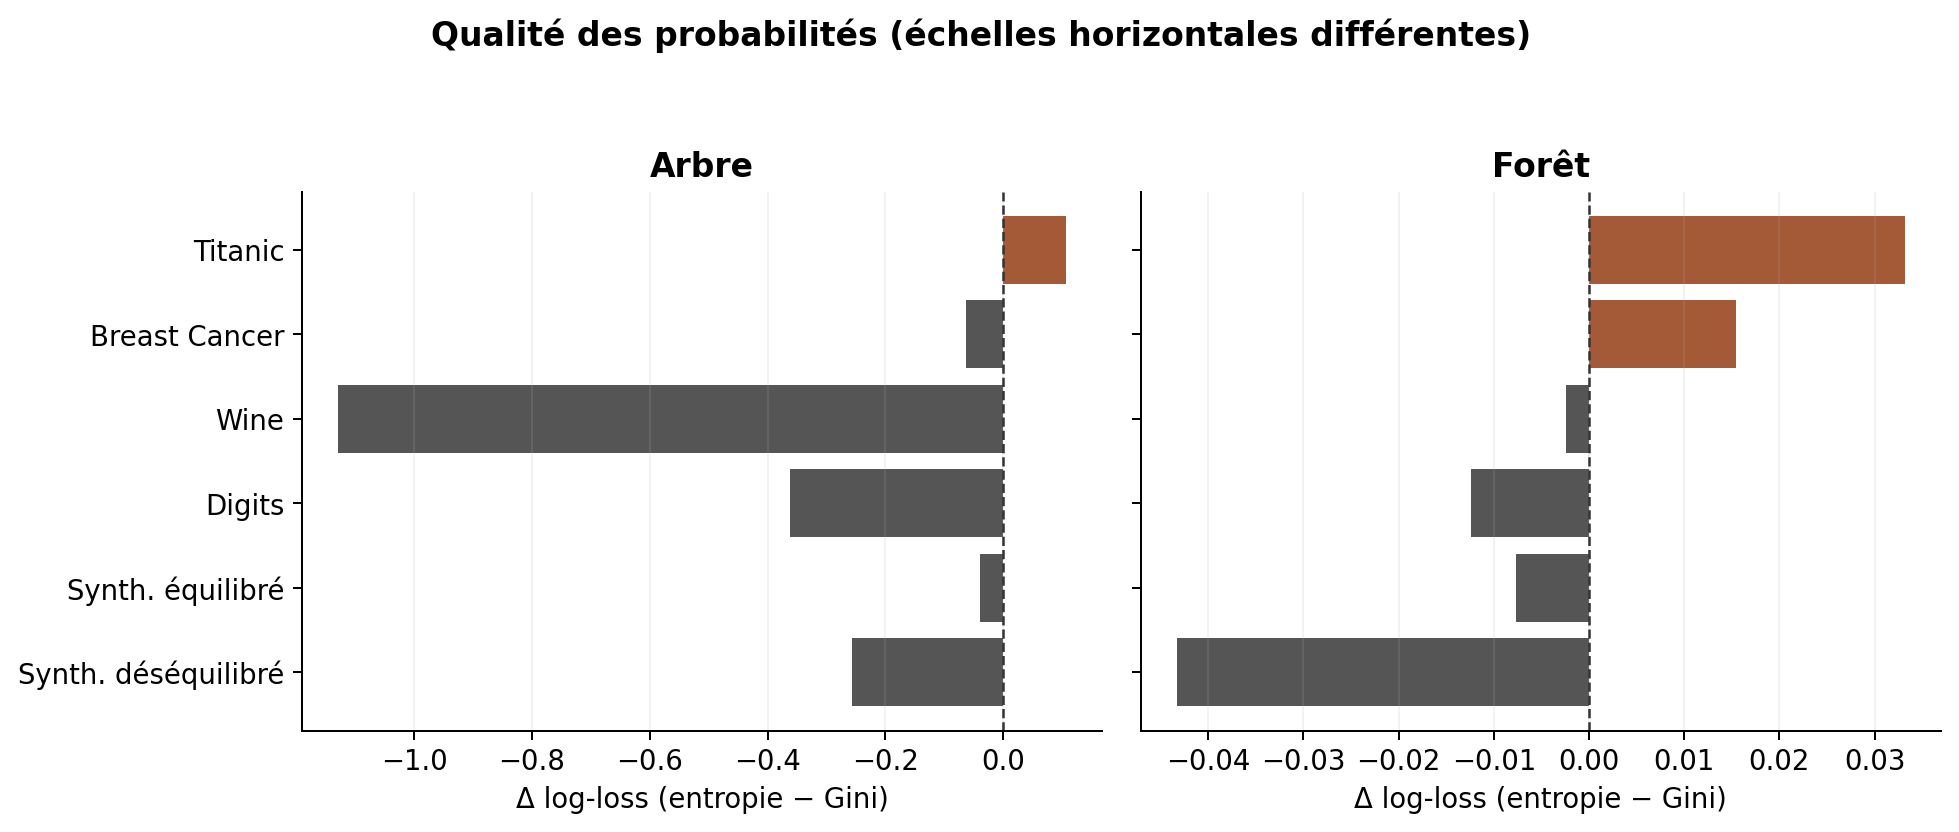 Qualité des probabilités (échelles horizontales différentes)
Arbre
Forêt
Titanic
Breast Cancer
Wine
Digits
Synth. équilibré
Synth. déséquilibré
−1.0 −0.8 −0.6 −0.4 −0.2 0.0
−0.04 −0.03 −0.02 −0.01 0.00 0.01 0.02 0.03
Δ log-loss (entropie − Gini)
Δ log-loss (entropie − Gini)